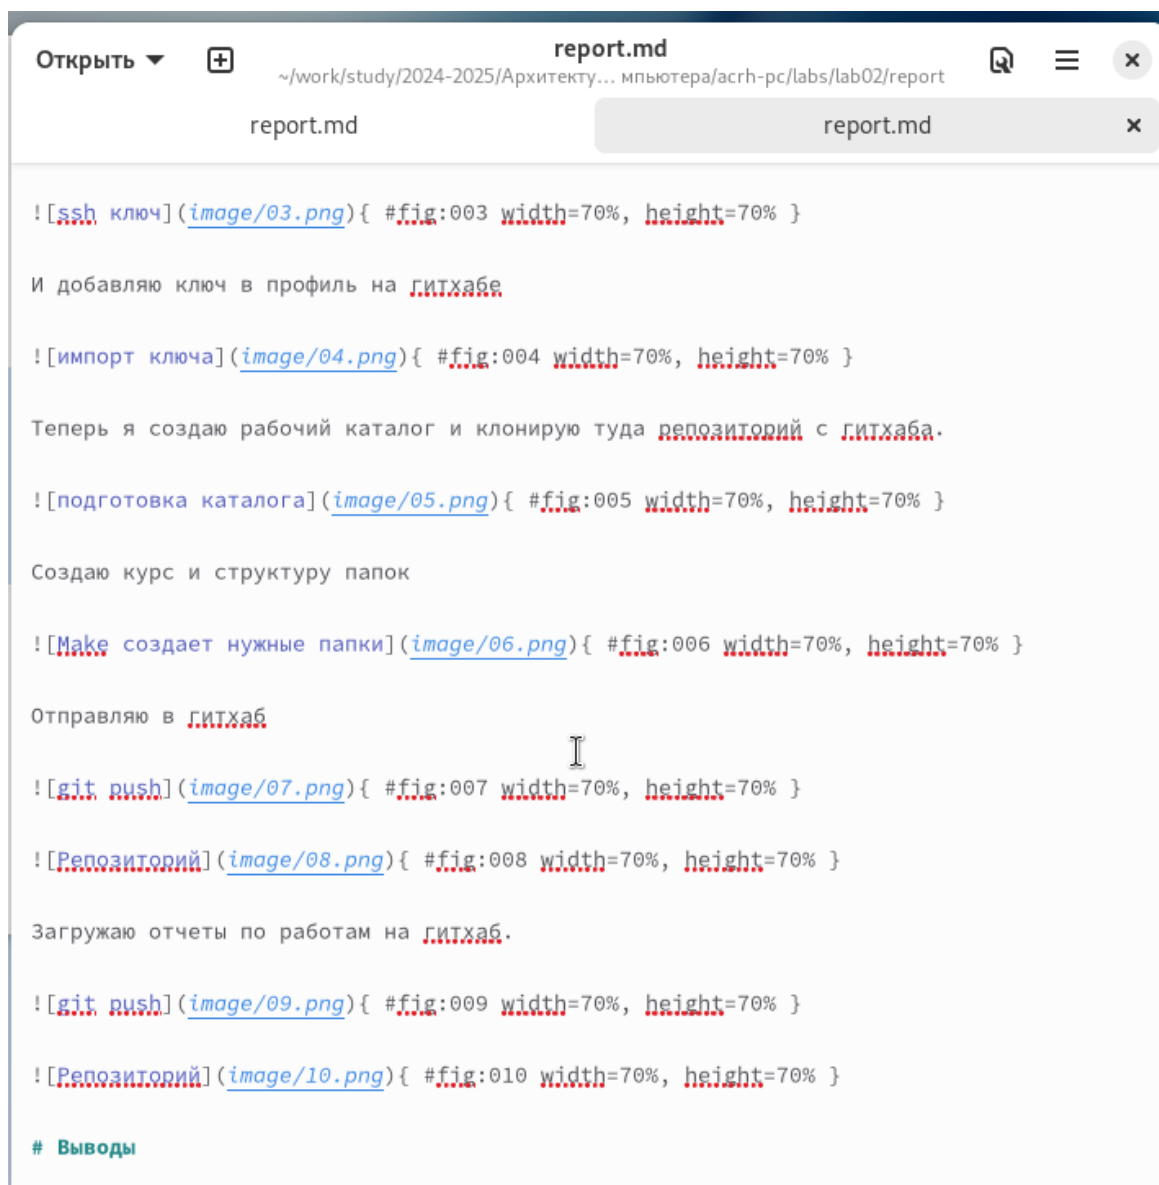 Открыть
report.md
~/work/study/2024-2025/Архитекту… мпьютера/acrh-pc/labs/lab02/report
report.md
report.md
![ssh ключ](image/03.png){ #fig:003 width=70%, height=70% }
И добавляю ключ в профиль на гитхабе
![импорт ключа](image/04.png){ #fig:004 width=70%, height=70% }
Теперь я создаю рабочий каталог и клонирую туда репозиторий с гитхаба.
![подготовка каталога](image/05.png){ #fig:005 width=70%, height=70% }
Создаю курс и структуру папок
![Make создает нужные папки](image/06.png){ #fig:006 width=70%, height=70% }
Отправляю в гитхаб
![git push](image/07.png){ #fig:007 width=70%, height=70% }
![Репозиторий](image/08.png){ #fig:008 width=70%, height=70% }
Загружаю отчеты по работам на гитхаб.
![git push](image/09.png){ #fig:009 width=70%, height=70% }
![Репозиторий](image/10.png){ #fig:010 width=70%, height=70% }
# Выводы